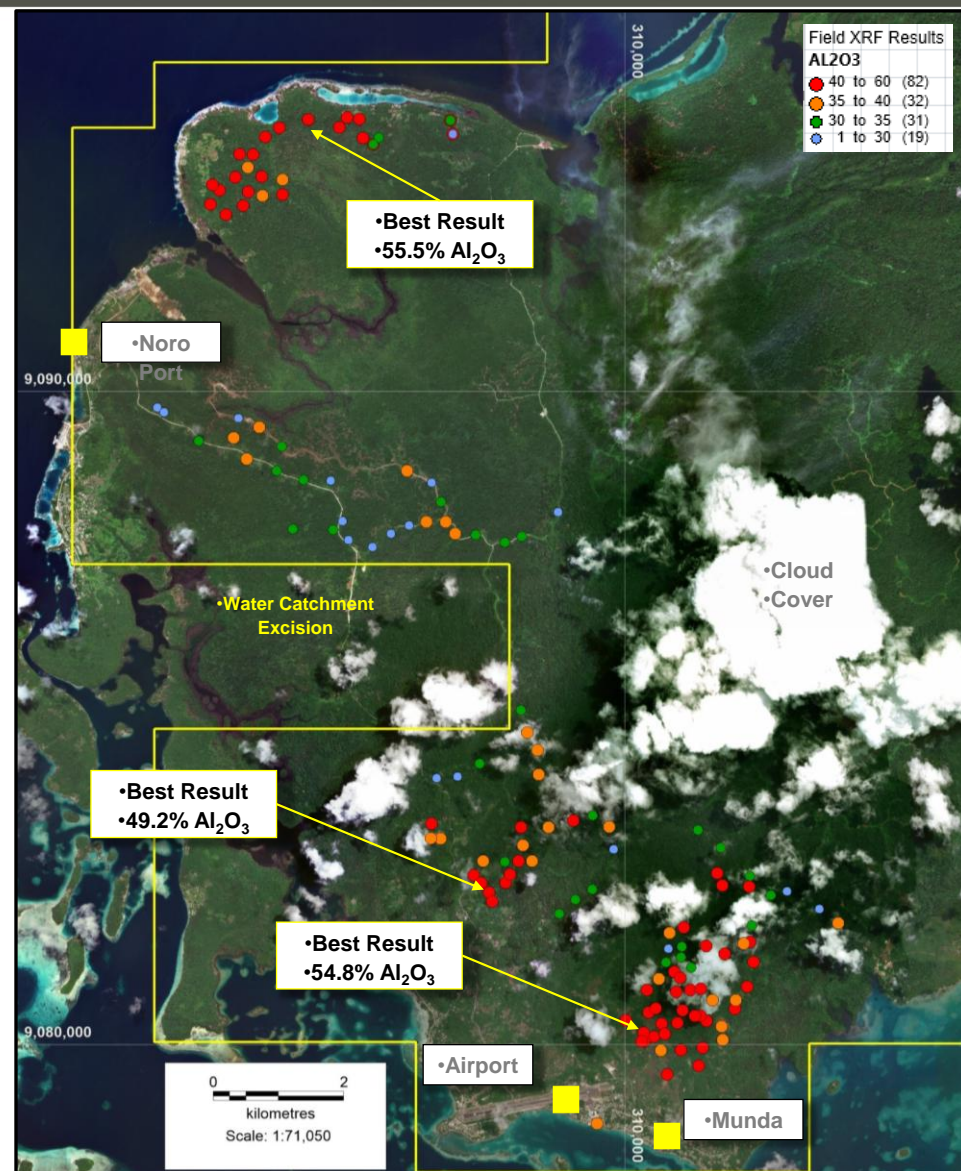 310,000
Field XRF Results
AL2O3
40 to 60 (82)
35 to 40 (32)
30 to 35 (31)
1 to 30 (19)
•Best Result
•55.5% Al₂O₃
•Noro
Port
9,090,000
•Cloud
•Cover
•Water Catchment
Excision
•Best Result
•49.2% Al₂O₃
•Best Result
•54.8% Al₂O₃
9,080,000
•Airport
0 2
kilometres
Scale: 1:71,050
•Munda
310,000